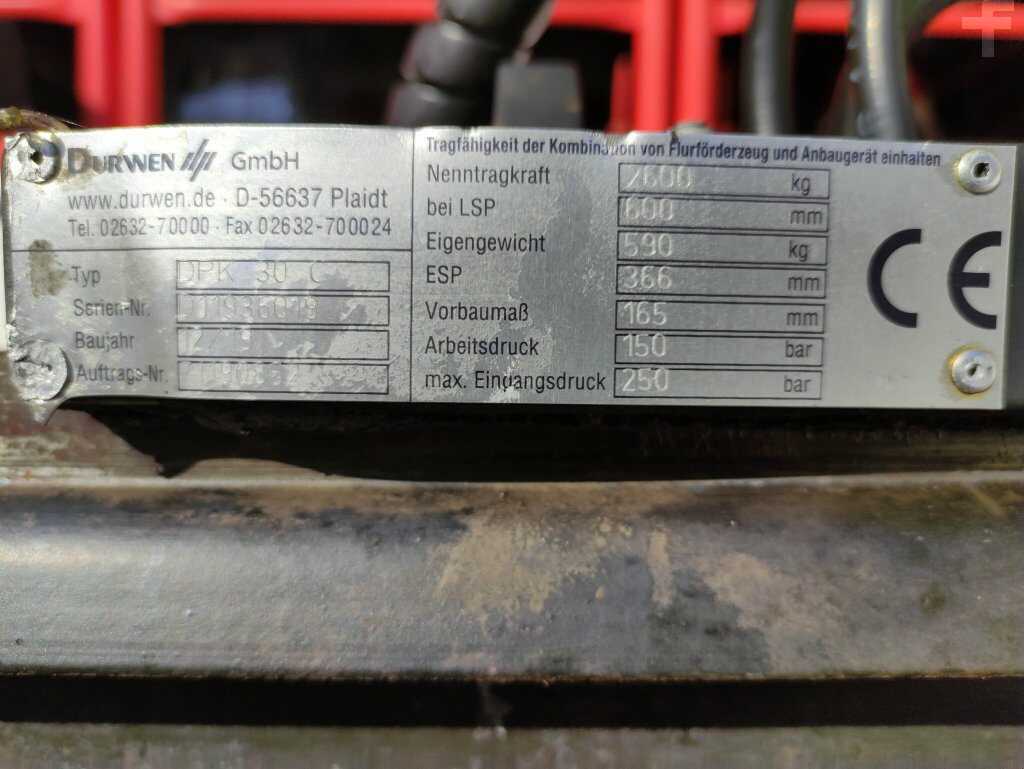 DURWEN GmbH
www.durwen.de · D-56637 Plaidt
Tel. 02632-70000 · Fax 02632-700024
Typ DPK 30 C
Serien-Nr.
Baujahr
Auftrags-Nr.
Tragfähigkeit der Kombination von Flurförderzeug und Anbaugerät einhalten
Nenntragkraft 2600 kg
bei LSP 600 mm
Eigengewicht 590 kg
ESP 366 mm
Vorbaumaß 165 mm
Arbeitsdruck 150 bar
max. Eingangsdruck 250 bar
CE
f